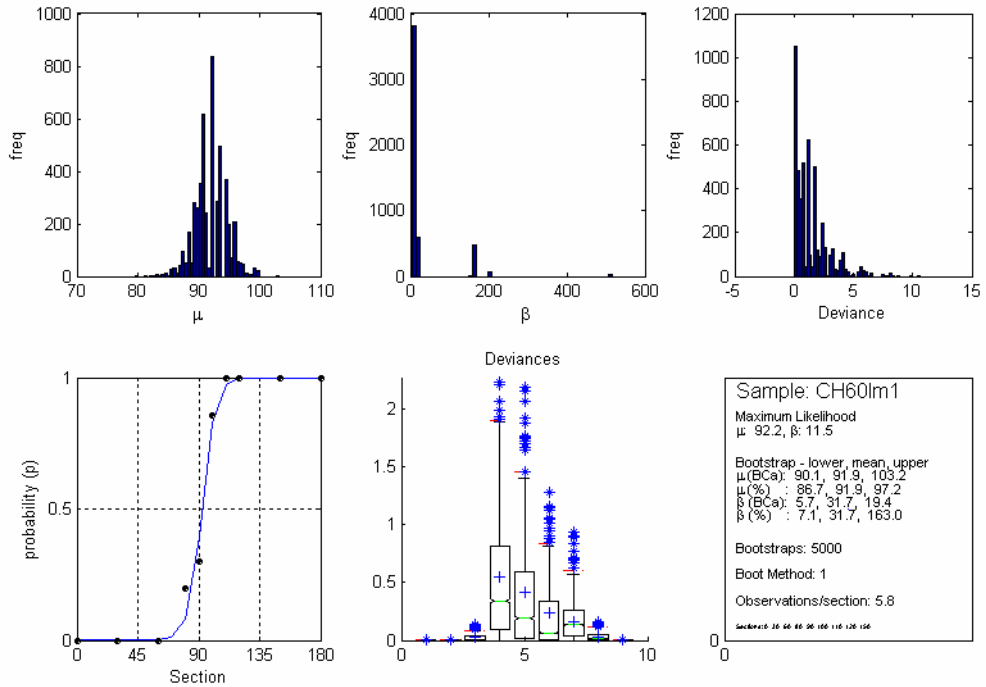 1000
800
600
400
200
0
freq
70
80
90
100
110
μ
4000
3000
2000
1000
0
freq
0
200
400
600
β
1200
1000
800
600
400
200
0
freq
-5
0
5
10
15
Deviance
1
0.5
0
probability (p)
0
45
90
135
180
Section
Deviances
2
1.5
1
0.5
0
0
5
10
Sample: CH60lm1
Maximum Likelihood
μ: 92.2, β: 11.5
Bootstrap - lower, mean, upper
μ(BCa): 90.1, 91.9, 103.2
μ(%) : 86.7, 91.9, 97.2
β (BCa): 5.7, 31.7, 19.4
β (%) : 7.1, 31.7, 163.0
Bootstraps: 5000
Boot Method: 1
Observations/section: 5.8
0